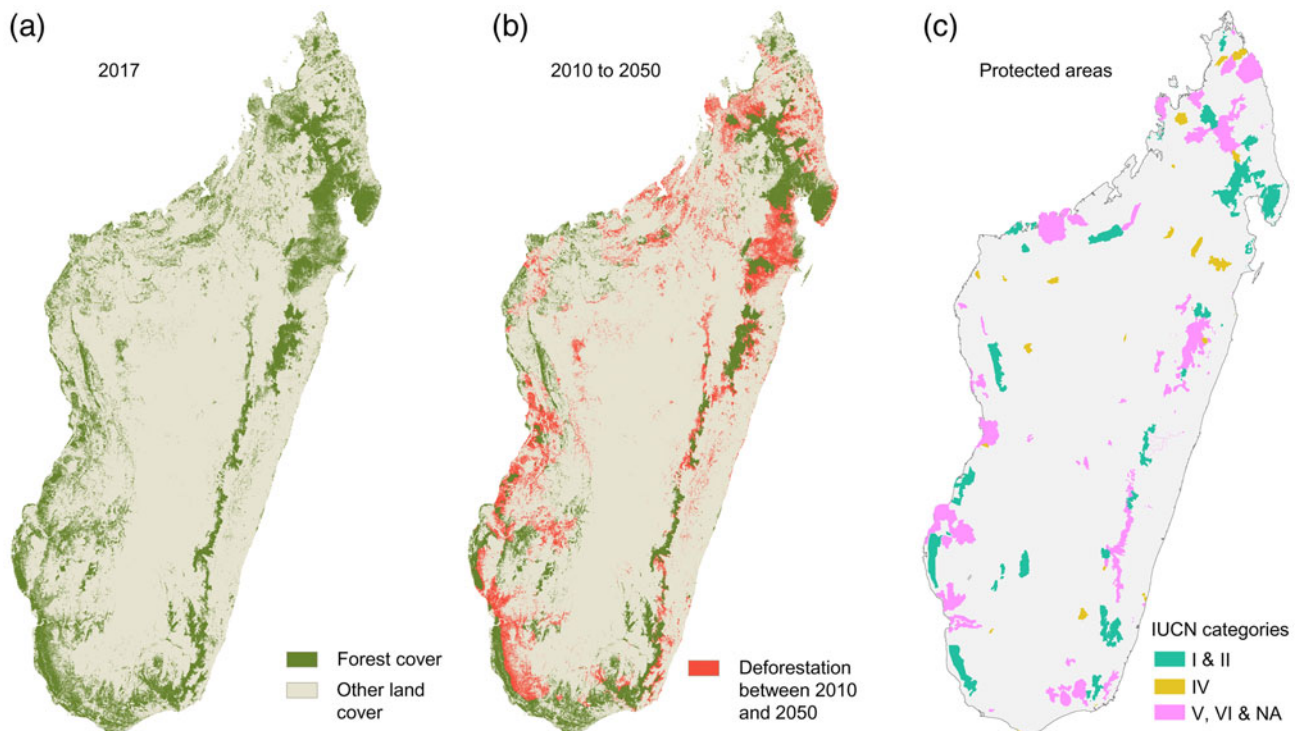 (a)
2017
Forest cover
Other land
cover
(b)
2010 to 2050
Deforestation
between 2010
and 2050
(c)
Protected areas
IUCN categories
I & II
IV
V, VI & NA